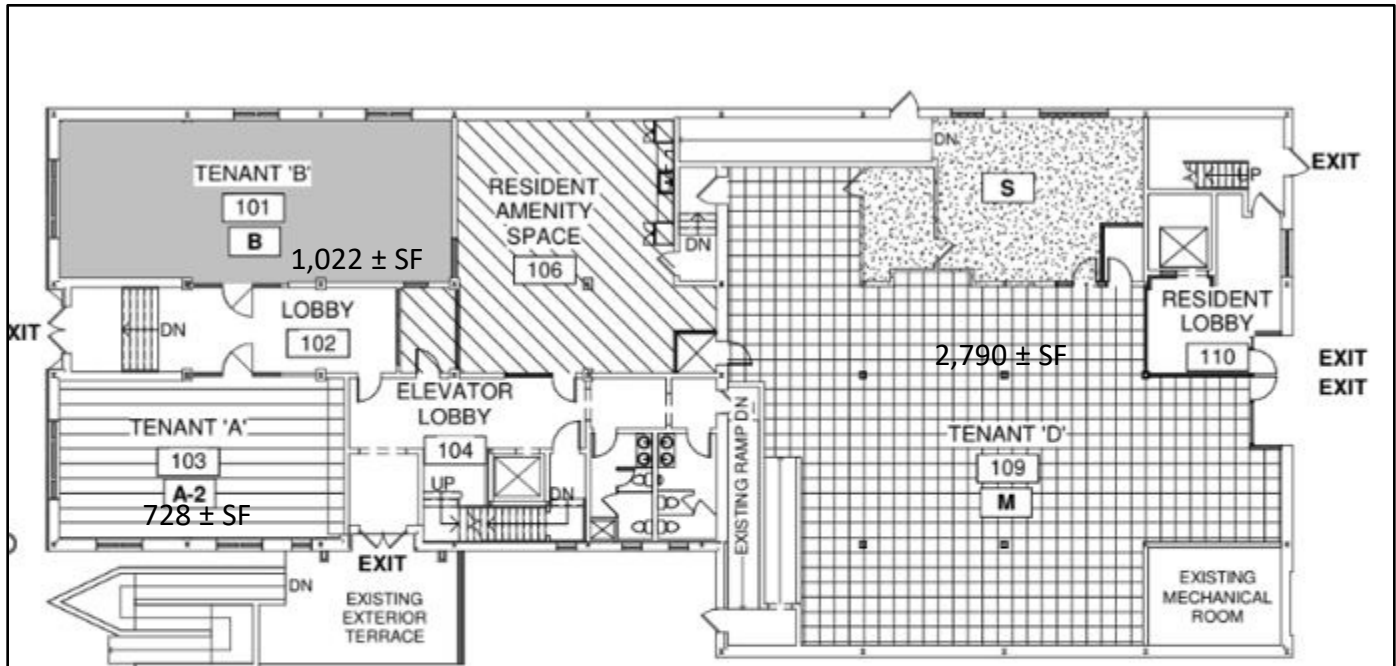 TENANT 'B'
101
B
1,022 ± SF
RESIDENT
AMENITY
SPACE
106
DN
DN
S
UP
EXIT
LOBBY
102
DN
XIT
RESIDENT
LOBBY
110
EXIT
EXIT
2,790 ± SF
TENANT 'A'
103
A-2
728 ± SF
ELEVATOR
LOBBY
104
UP
DN
EXISTING RAMP DN
TENANT 'D'
109
M
EXIT
DN
EXISTING
EXTERIOR
TERRACE
EXISTING
MECHANICAL
ROOM